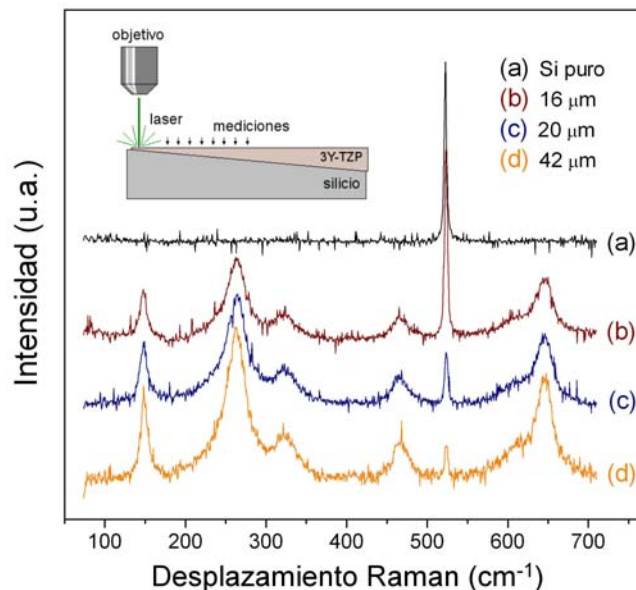 objetivo
laser
mediciones
3Y-TZP
silicio
(a) Si puro
(b) 16 μm
(c) 20 μm
(d) 42 μm
(a)
(b)
(c)
(d)
Intensidad (u.a.)
100 200 300 400 500 600 700
Desplazamiento Raman (cm⁻¹)